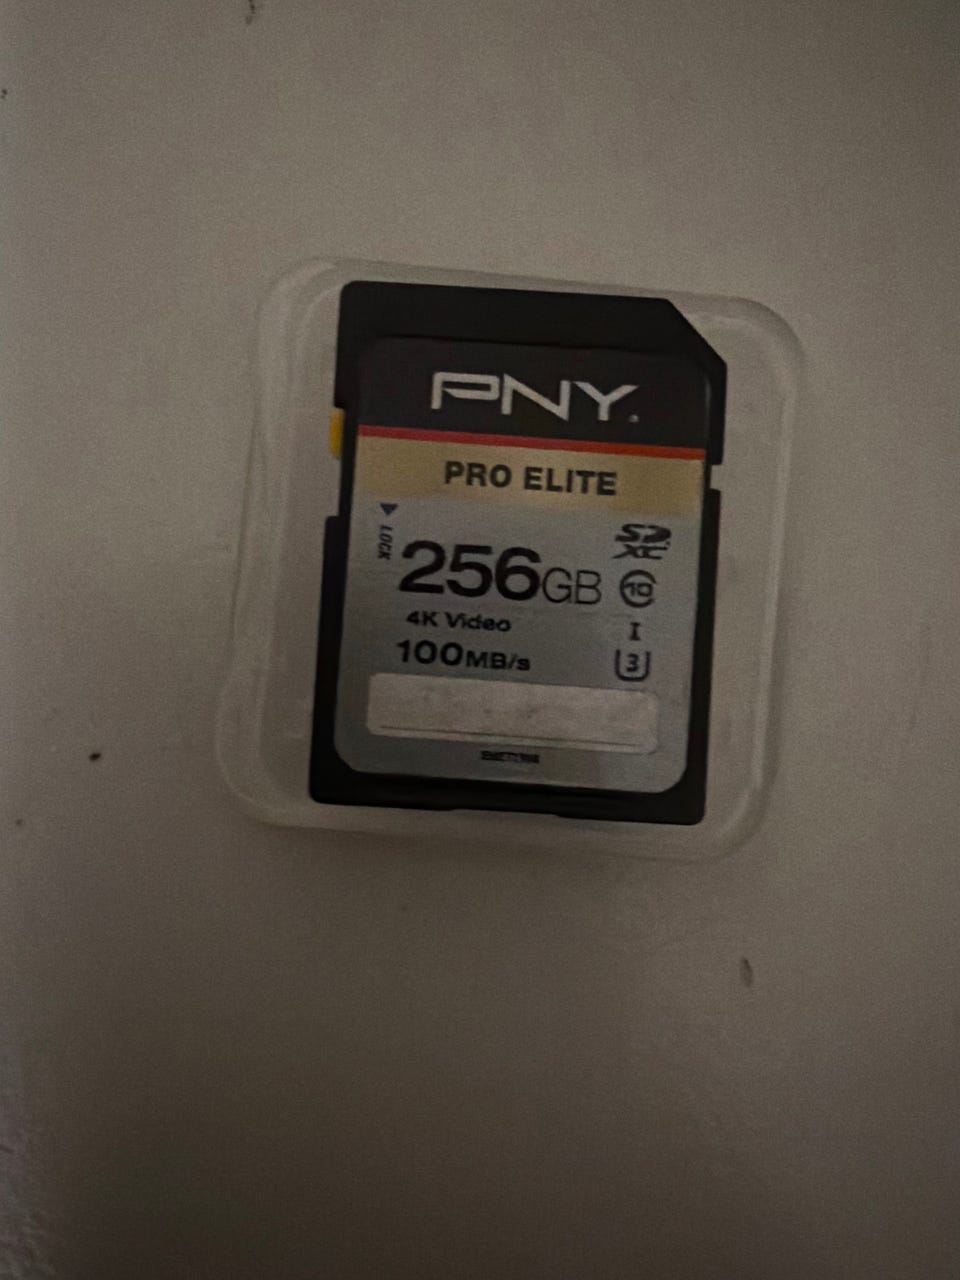 PNY
PRO ELITE
LOCK
SD
XC
256GB
10
4K Video
I
100MB/s
3